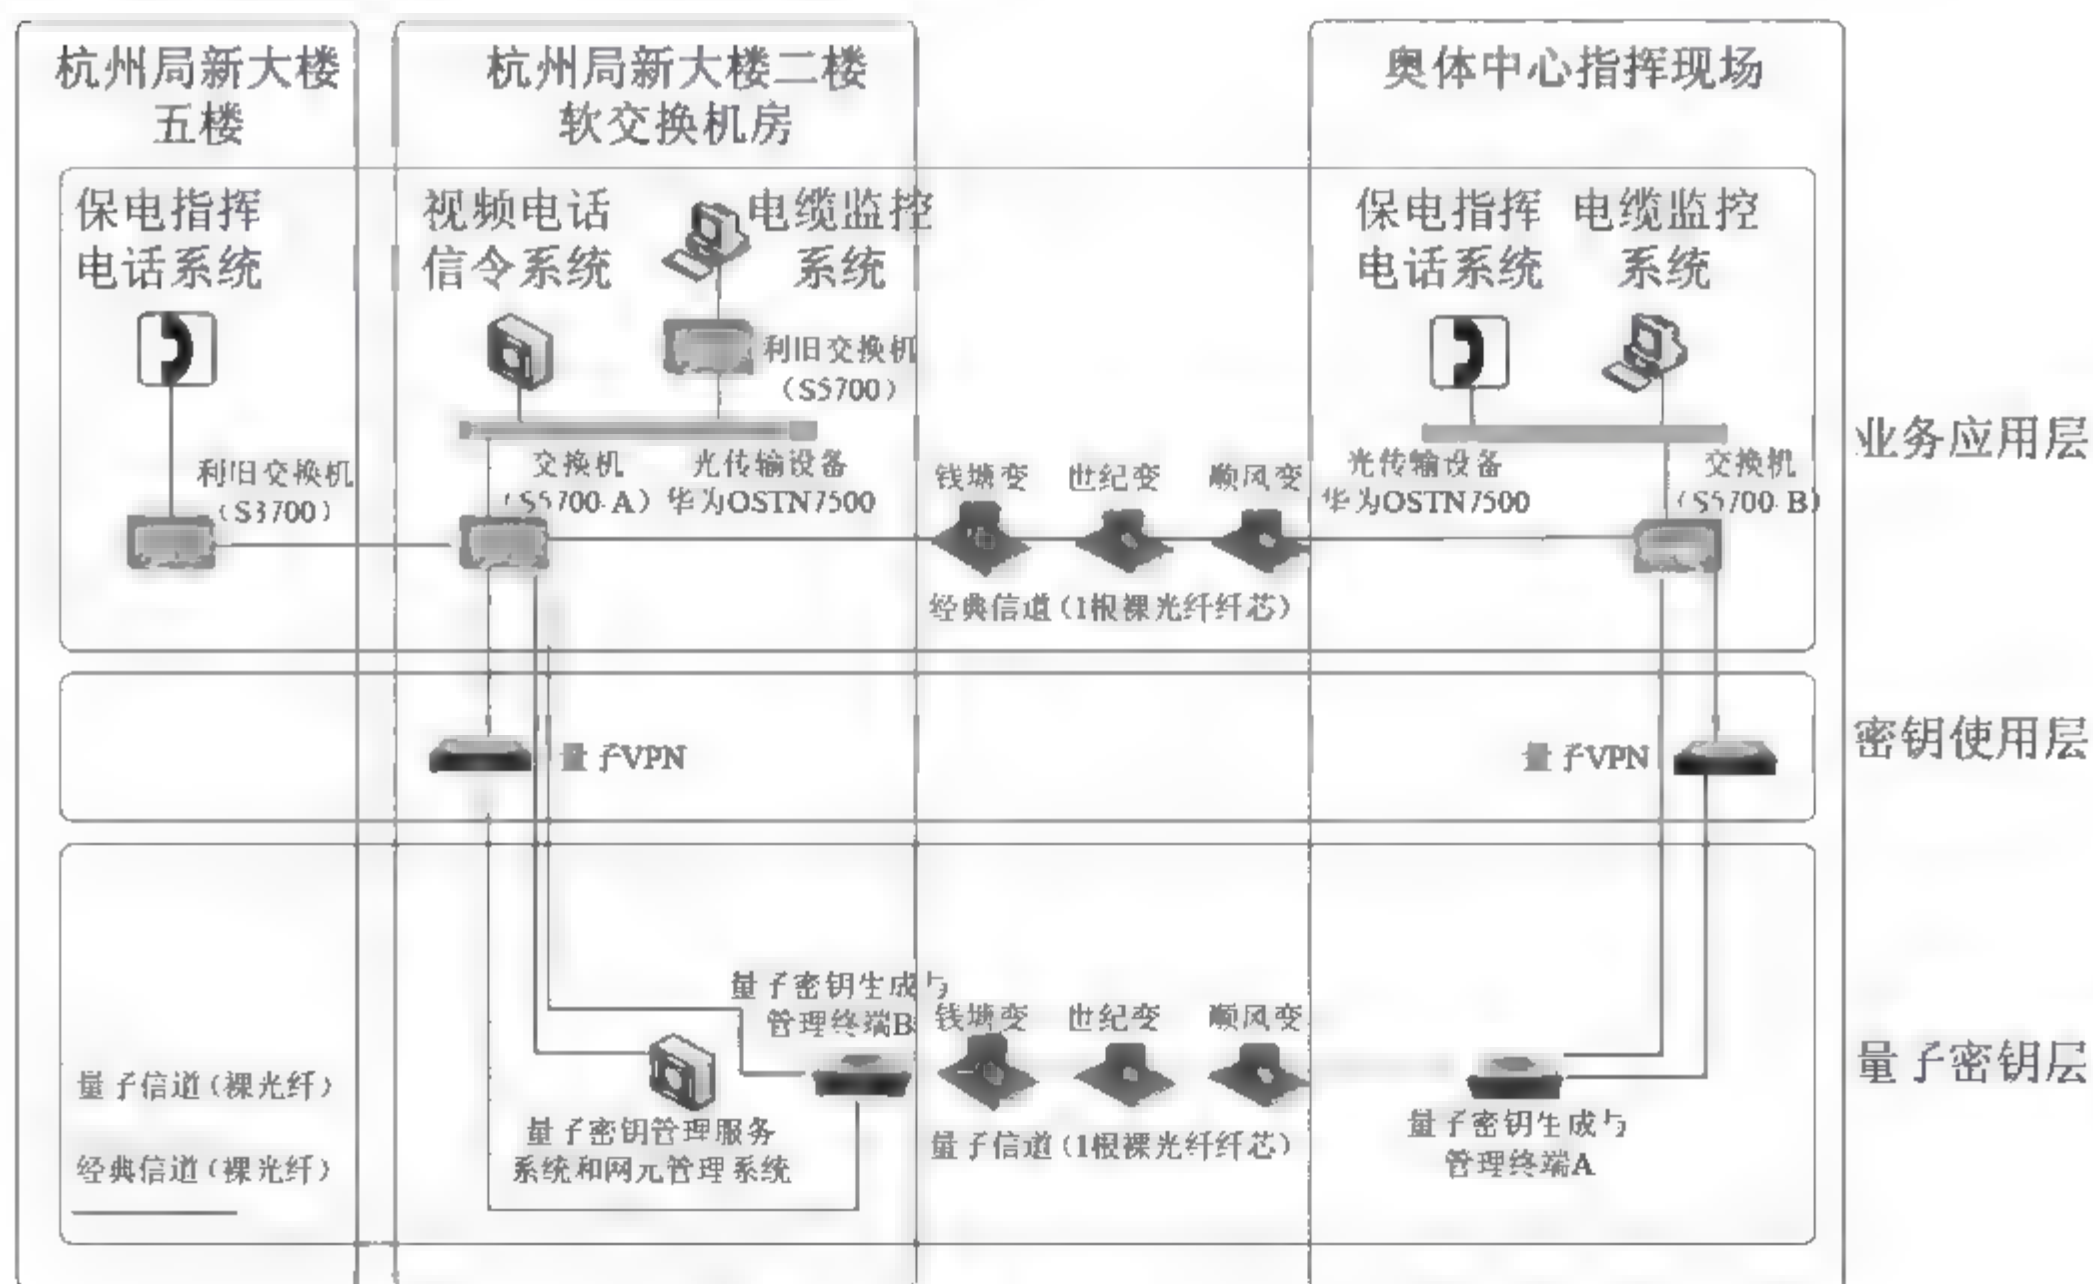 杭州局新大楼
五楼
杭州局新大楼二楼
软交换机房
奥体中心指挥现场
保电指挥
电话系统
视频电话
信令系统
电缆监控
系统
保电指挥
电话系统
电缆监控
系统
利旧交换机
(S5700)
业务应用层
利旧交换机
(S3700)
交换机
(S5700-A)
光传输设备
华为OSTN7500
钱塘变
世纪变
顺风变
光传输设备
华为OSTN7500
交换机
(S5700-B)
经典信道(1根裸光纤纤芯)
量子VPN
量子VPN
密钥使用层
量子密钥生成与
管理终端B
钱塘变
世纪变
顺风变
量子密钥层
量子信道(裸光纤)
经典信道(裸光纤)
量子密钥管理服务
系统和网元管理系统
量子信道(1根裸光纤纤芯)
量子密钥生成与
管理终端A